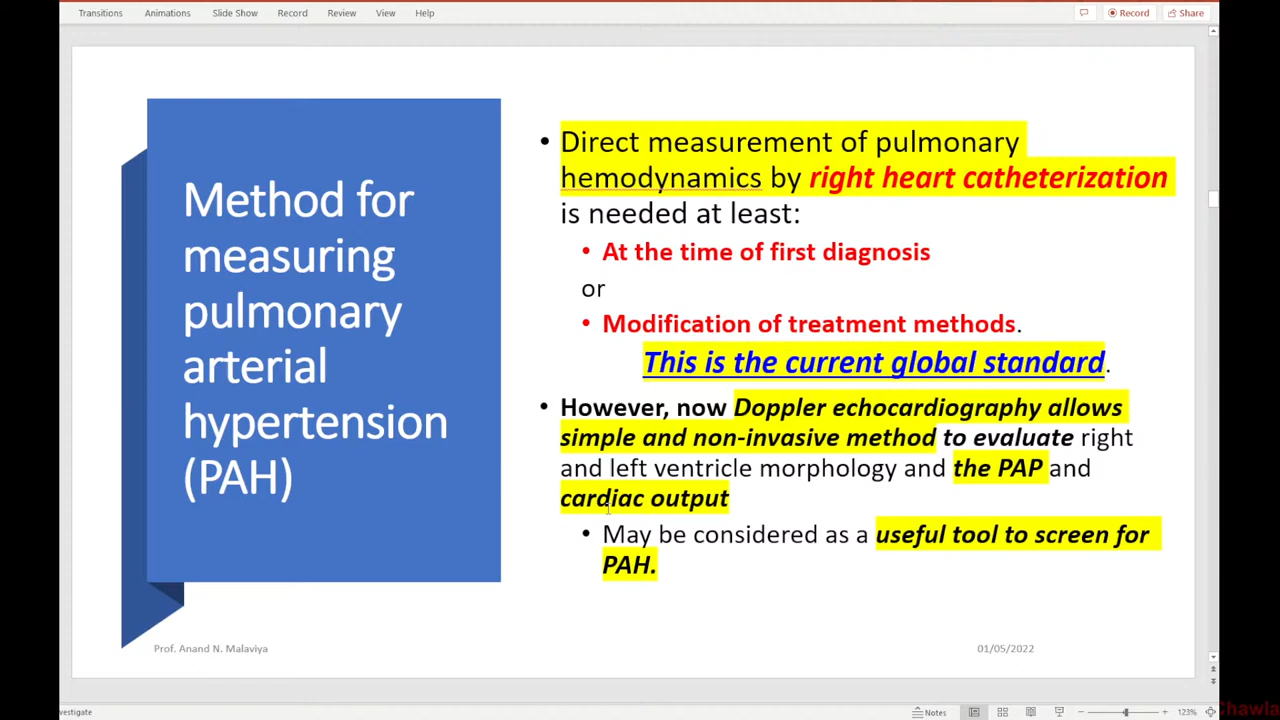 Transitions Animations Slide Show Record Review View Help Record Share
Method for
measuring
pulmonary
arterial
hypertension
(PAH)
• Direct measurement of pulmonary
hemodynamics by right heart catheterization
is needed at least:
• At the time of first diagnosis
or
• Modification of treatment methods.
This is the current global standard.
• However, now Doppler echocardiography allows
simple and non-invasive method to evaluate right
and left ventricle morphology and the PAP and
cardiac output
• May be considered as a useful tool to screen for
PAH.
Prof. Anand N. Malaviya 01/05/2022
vestigate Notes 123% Chawla